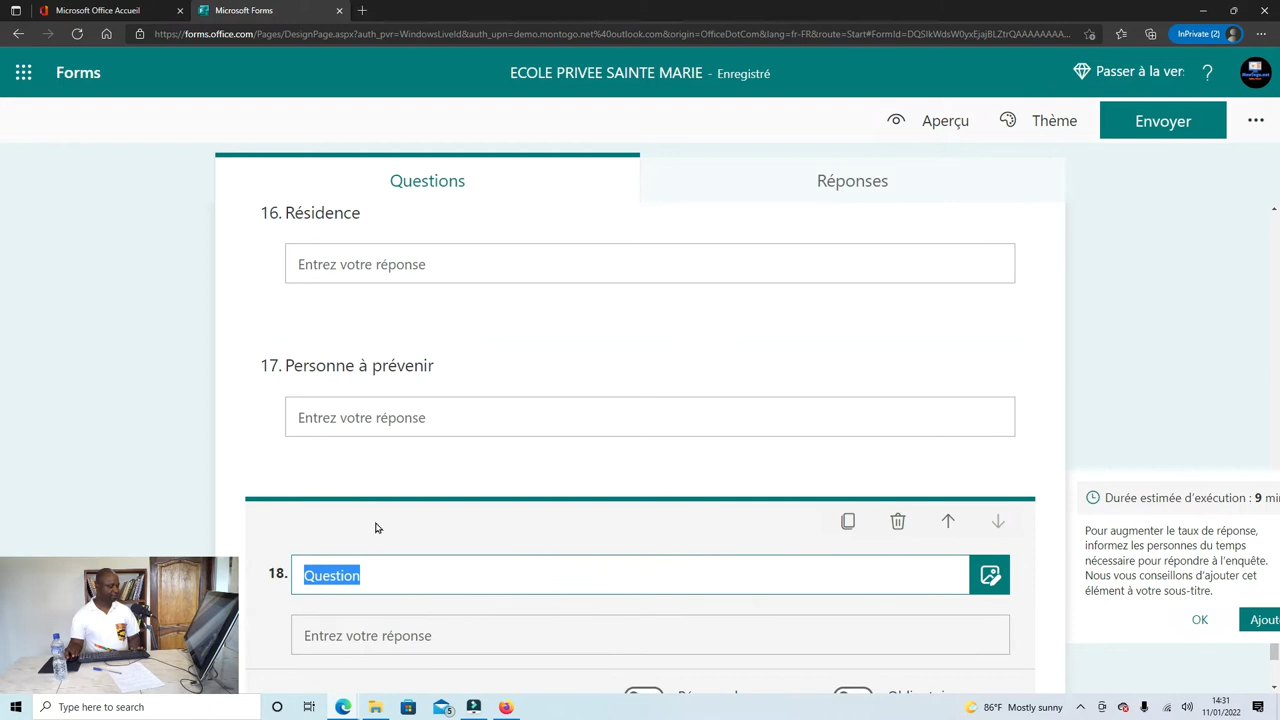 Microsoft Office Accueil
Microsoft Forms
https://forms.office.com/Pages/DesignPage.aspx?auth_pvr=WindowsLiveId&auth_upn=demo.montogo.net%40outlook.com&origin=OfficeDotCom&lang=fr-FR&route=Start#FormId=DQSIkWdsW0yxEjajBLZtrQAAAAAAA...
InPrivate (2)
Forms
ECOLE PRIVEE SAINTE MARIE - Enregistré
Passer à la ver
?
Aperçu
Thème
Envoyer
Questions
Réponses
16. Résidence
Entrez votre réponse
17. Personne à prévenir
Entrez votre réponse
18. Question
Entrez votre réponse
Durée estimée d'exécution : 9 min
Pour augmenter le taux de réponse,
informez les personnes du temps
nécessaire pour répondre à l'enquête.
Nous vous conseillons d'ajouter cet
élément à votre sous-titre.
OK
Ajout
Type here to search
5
86°F Mostly sunny
14:31
11/01/2022